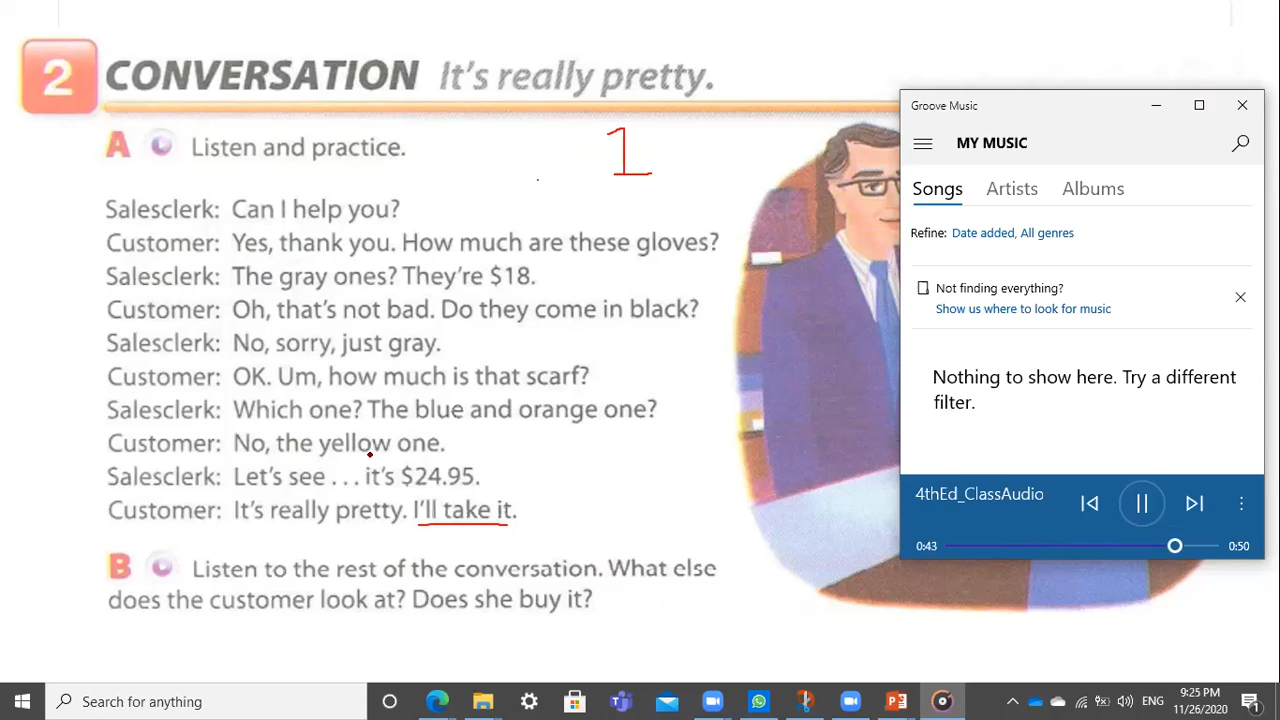 2 CONVERSATION It's really pretty.
A Listen and practice.
1
Salesclerk: Can I help you?
Customer: Yes, thank you. How much are these gloves?
Salesclerk: The gray ones? They're $18.
Customer: Oh, that's not bad. Do they come in black?
Salesclerk: No, sorry, just gray.
Customer: OK. Um, how much is that scarf?
Salesclerk: Which one? The blue and orange one?
Customer: No, the yellow one.
Salesclerk: Let's see . . . it's $24.95.
Customer: It's really pretty. I'll take it.
B Listen to the rest of the conversation. What else
does the customer look at? Does she buy it?
Groove Music
MY MUSIC
Songs Artists Albums
Refine: Date added, All genres
Not finding everything?
Show us where to look for music
Nothing to show here. Try a different
filter.
4thEd_ClassAudio
0:43 0:50
Search for anything
ENG
9:25 PM
11/26/2020
1